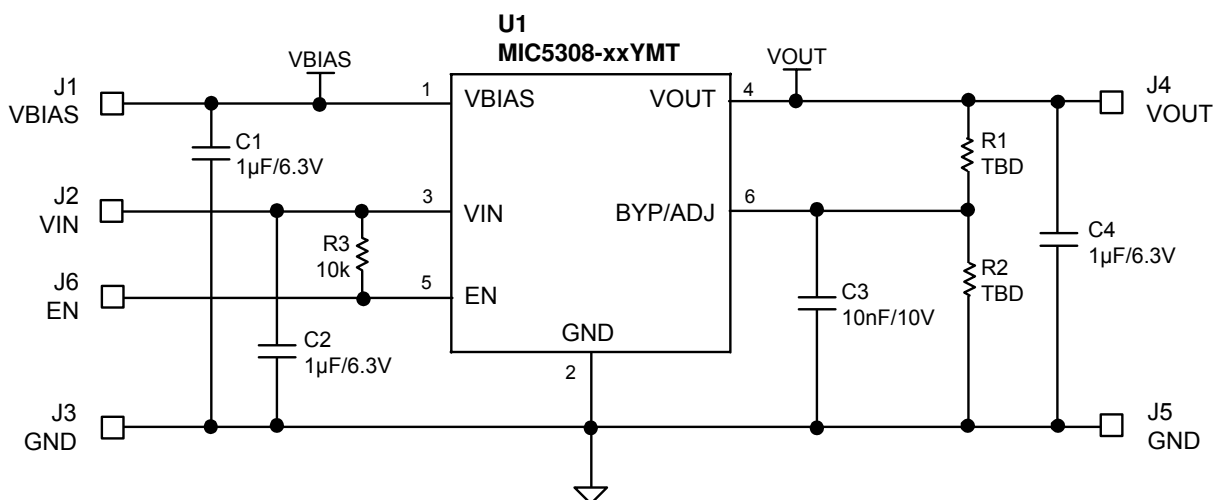 U1
MIC5308-xxYMT
VBIAS
VOUT
J1
VBIAS
1
VBIAS
VOUT
4
J4
VOUT
C1
1µF/6.3V
R1
TBD
J2
VIN
3
VIN
BYP/ADJ
6
R3
10k
C4
1µF/6.3V
R2
TBD
J6
EN
5
EN
C3
10nF/10V
GND
C2
1µF/6.3V
2
J3
GND
J5
GND